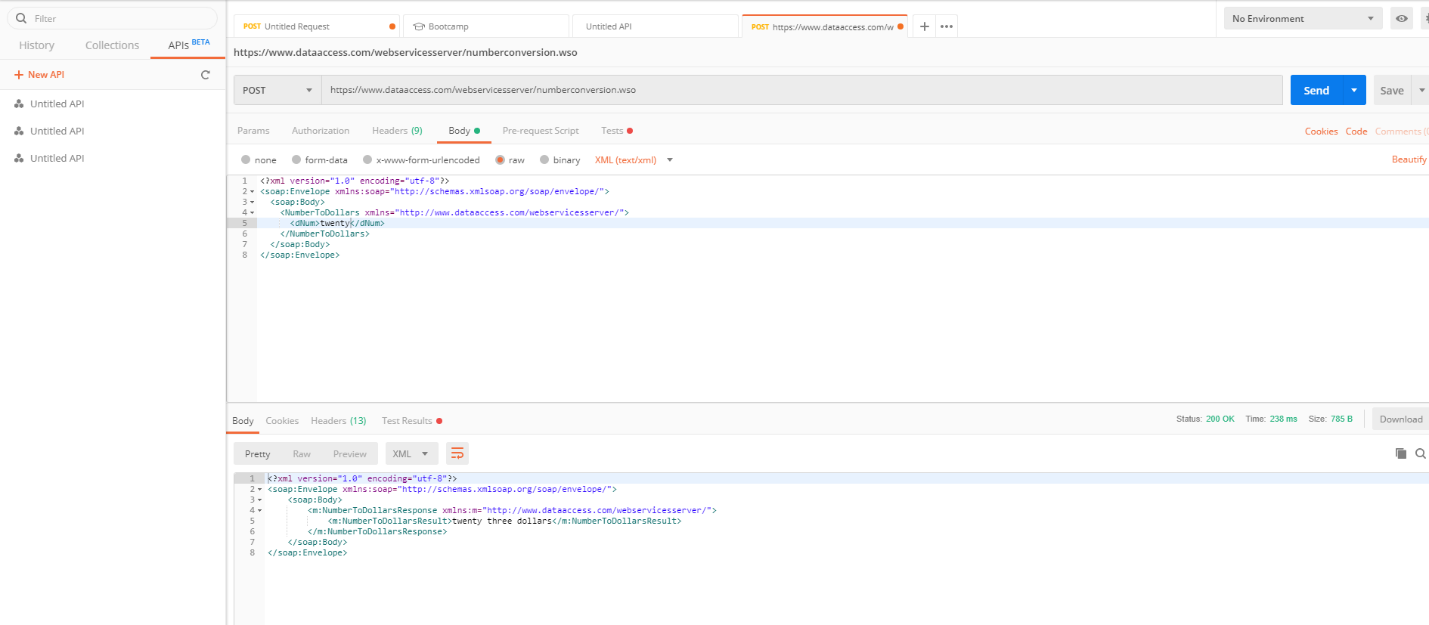 Filter
History Collections APIs BETA
+ New API
Untitled API
Untitled API
Untitled API
POST Untitled Request
Bootcamp
Untitled API
POST https://www.dataaccess.com/w
+ •••
No Environment
https://www.dataaccess.com/webservicesserver/numberconversion.wso
POST https://www.dataaccess.com/webservicesserver/numberconversion.wso Send Save
Params Authorization Headers (9) Body Pre-request Script Tests Cookies Code Comments (0
none form-data x-www-form-urlencoded raw binary XML (text/xml) Beautify
1 <?xml version="1.0" encoding="utf-8"?>
2 <soap:Envelope xmlns:soap="http://schemas.xmlsoap.org/soap/envelope/">
3 <soap:Body>
4 <NumberToDollars xmlns="http://www.dataaccess.com/webservicesserver/">
5 <dNum>twenty</dNum>
6 </NumberToDollars>
7 </soap:Body>
8 </soap:Envelope>
Body Cookies Headers (13) Test Results Status: 200 OK Time: 238 ms Size: 785 B Download
Pretty Raw Preview XML
1 <?xml version="1.0" encoding="utf-8"?>
2 <soap:Envelope xmlns:soap="http://schemas.xmlsoap.org/soap/envelope/">
3 <soap:Body>
4 <m:NumberToDollarsResponse xmlns:m="http://www.dataaccess.com/webservicesserver/">
5 <m:NumberToDollarsResult>twenty three dollars</m:NumberToDollarsResult>
6 </m:NumberToDollarsResponse>
7 </soap:Body>
8 </soap:Envelope>